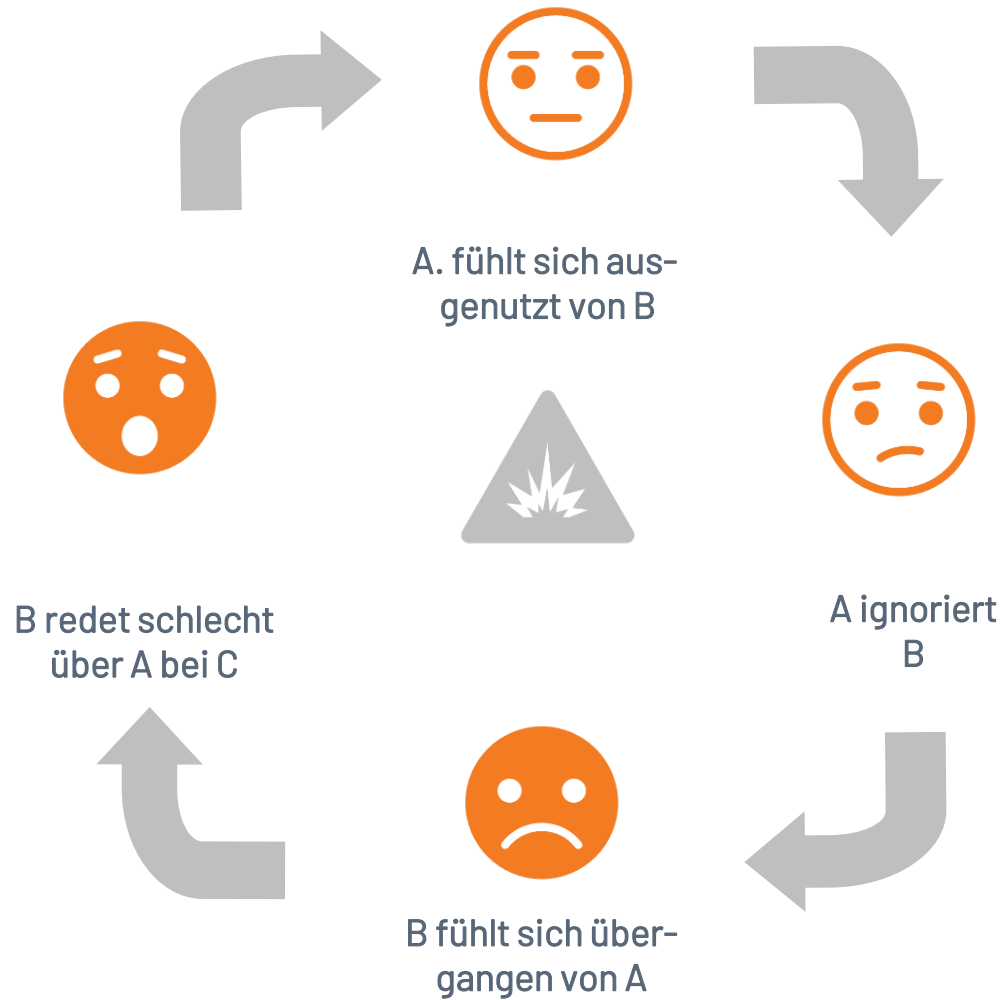 A. fühlt sich aus-
genutzt von B
A ignoriert
B
B fühlt sich über-
gangen von A
B redet schlecht
über A bei C